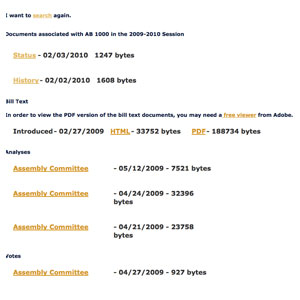 I want to search again.
Documents associated with AB 1000 in the 2009-2010 Session
Status - 02/03/2010 1247 bytes
History - 02/02/2010 1608 bytes
Bill Text
In order to view the PDF version of the bill text documents, you may need a free viewer from Adobe.
Introduced - 02/27/2009 HTML - 33752 bytes PDF - 188734 bytes
Analyses
Assembly Committee - 05/12/2009 - 7521 bytes
Assembly Committee - 04/24/2009 - 32396
bytes
Assembly Committee - 04/21/2009 - 23758
bytes
Votes
Assembly Committee - 04/27/2009 - 927 bytes